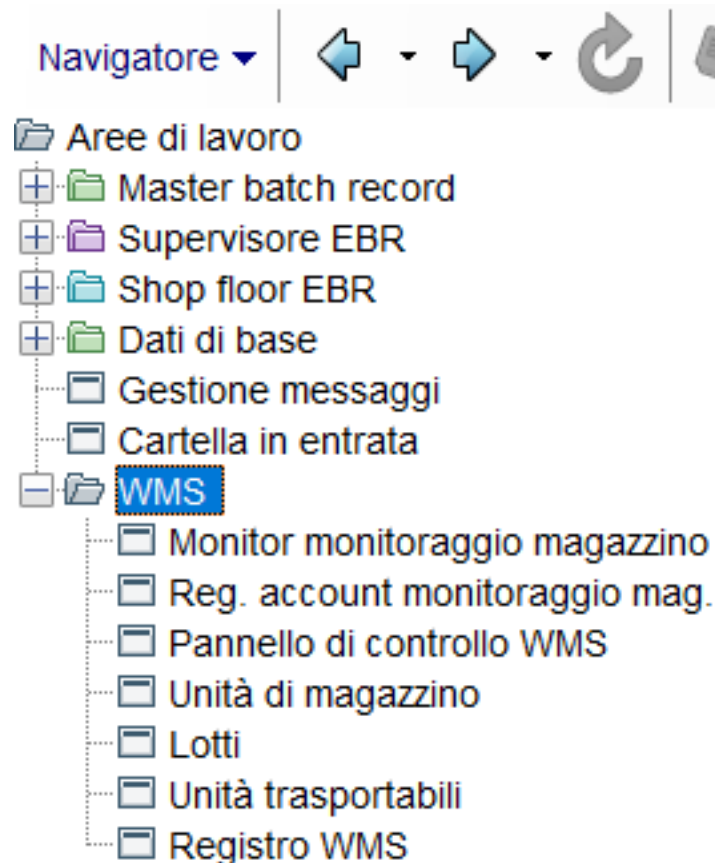 Navigatore
Aree di lavoro
Master batch record
Supervisore EBR
Shop floor EBR
Dati di base
Gestione messaggi
Cartella in entrata
WMS
Monitor monitoraggio magazzino
Reg. account monitoraggio mag.
Pannello di controllo WMS
Unità di magazzino
Lotti
Unità trasportabili
Registro WMS